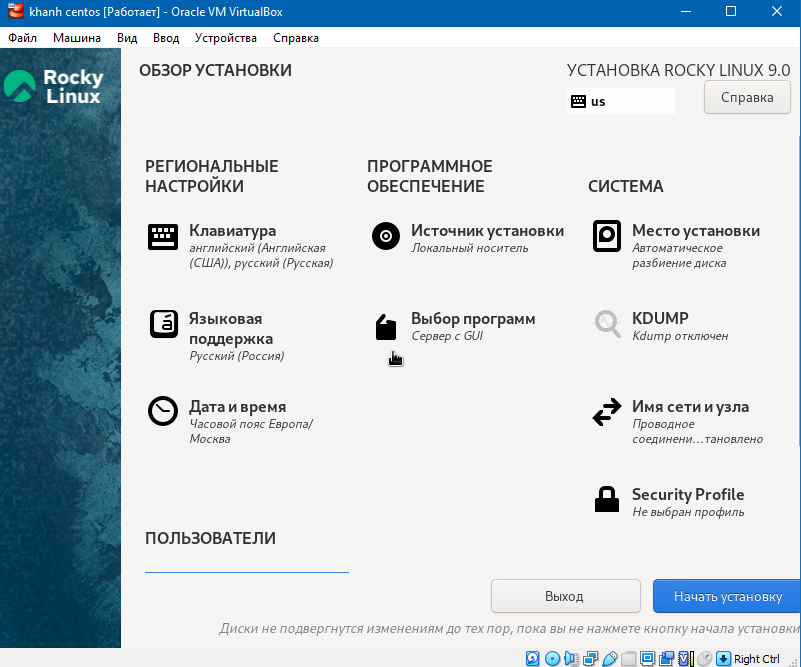 khanh centos [Работает] - Oracle VM VirtualBox
Файл Машина Вид Ввод Устройства Справка
Rocky
Linux
ОБЗОР УСТАНОВКИ
УСТАНОВКА ROCKY LINUX 9.0
us
Справка
РЕГИОНАЛЬНЫЕ
НАСТРОЙКИ
Клавиатура
английский (Английская
(США)), русский (Русская)
Языковая
поддержка
Русский (Россия)
Дата и время
Часовой пояс Европа/
Москва
ПРОГРАММНОЕ
ОБЕСПЕЧЕНИЕ
Источник установки
Локальный носитель
Выбор программ
Сервер с GUI
СИСТЕМА
Место установки
Автоматическое
разбиение диска
KDUMP
Kdump отключен
Имя сети и узла
Проводное
соединени...тановлено
Security Profile
Не выбран профиль
ПОЛЬЗОВАТЕЛИ
Выход
Начать установку
Диски не подвергнутся изменениям до тех пор, пока вы не нажмете кнопку начала установки
Right Ctrl